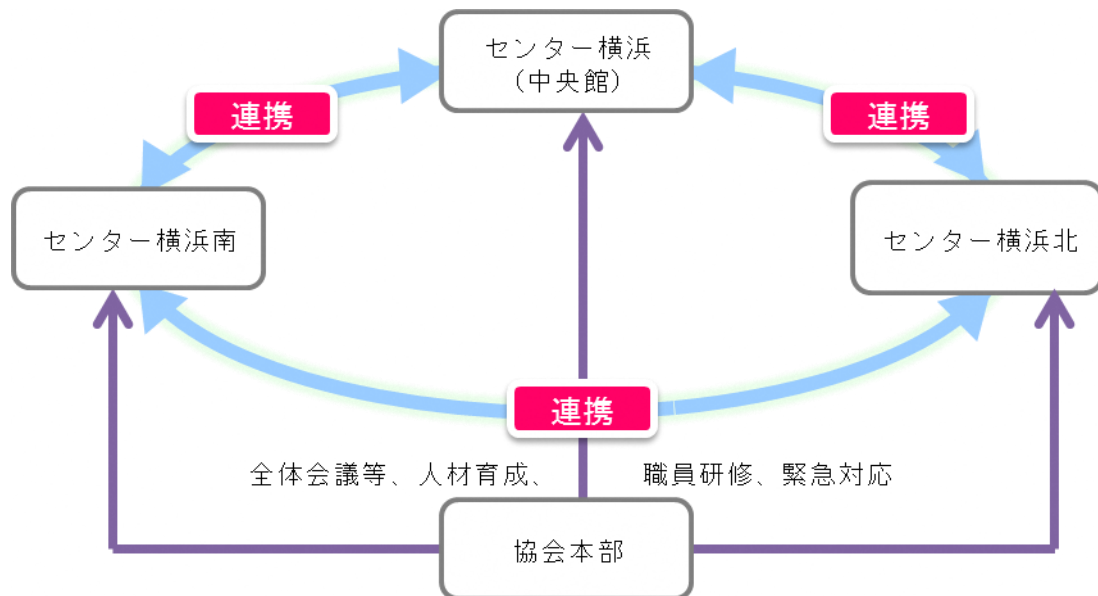 センター横浜
(中央館)
連携
連携
センター横浜南
センター横浜北
連携
全体会議等、人材育成、 職員研修、緊急対応
協会本部